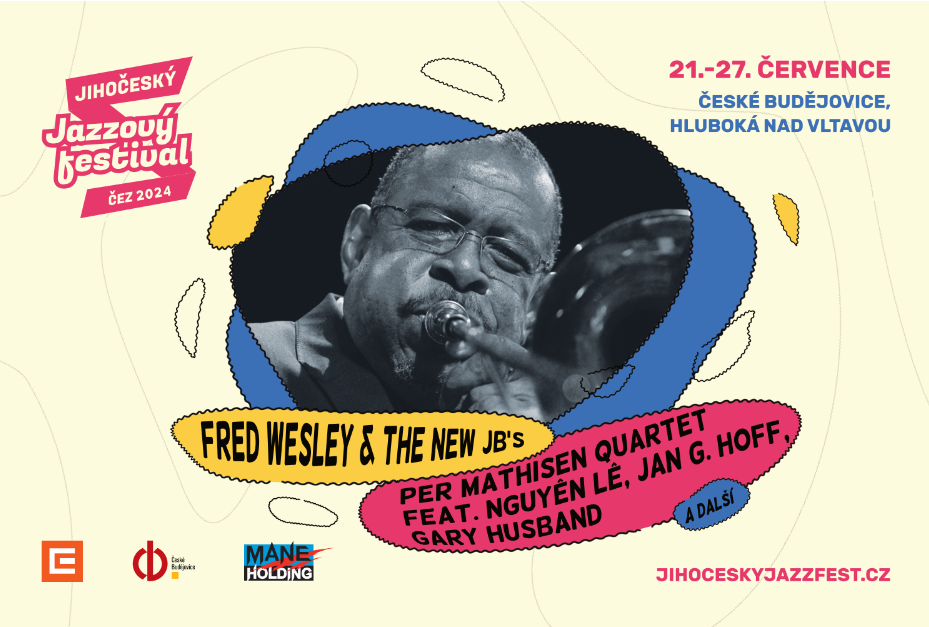 JIHOČESKÝ
Jazzový
festival
ČEZ 2024
21.-27. ČERVENCE
ČESKÉ BUDĚJOVICE,
HLUBOKÁ NAD VLTAVOU
FRED WESLEY & THE NEW JB'S
PER MATHISEN QUARTET
FEAT. NGUYÊN LÊ, JAN G. HOFF,
GARY HUSBAND
A DALŠÍ
České
Budějovice
MANE
HOLDiNG
JIHOCESKYJAZZFEST.CZ